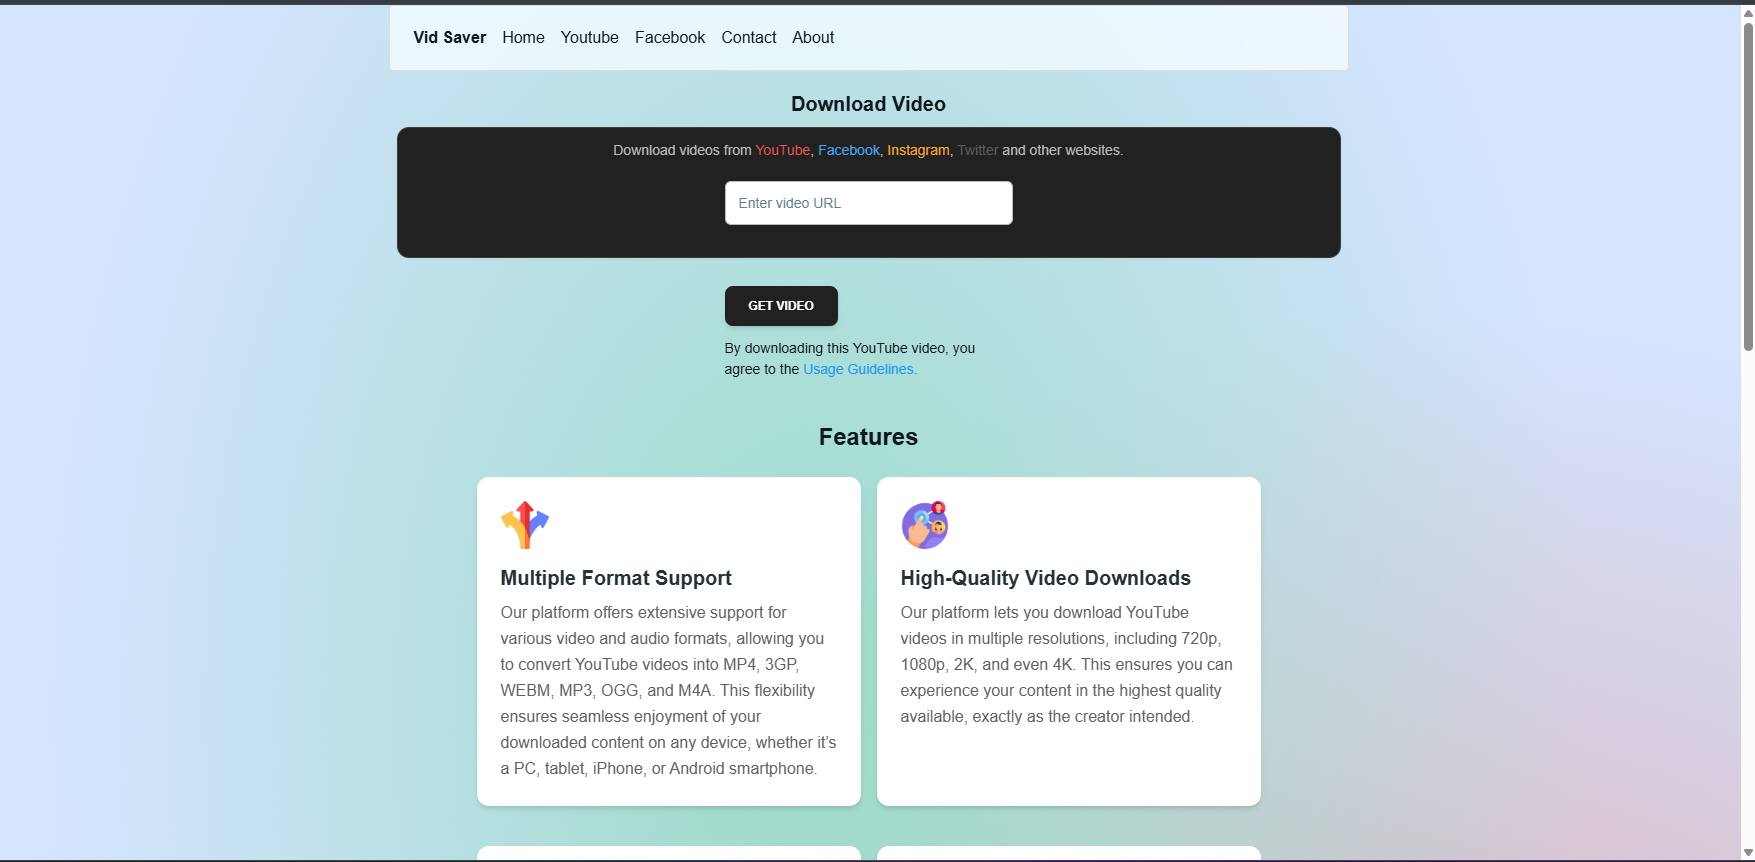 Vid Saver Home Youtube Facebook Contact About
Download Video
Download videos from YouTube, Facebook, Instagram, Twitter and other websites.
Enter video URL
GET VIDEO
By downloading this YouTube video, you
agree to the Usage Guidelines.
Features
Multiple Format Support
Our platform offers extensive support for
various video and audio formats, allowing you
to convert YouTube videos into MP4, 3GP,
WEBM, MP3, OGG, and M4A. This flexibility
ensures seamless enjoyment of your
downloaded content on any device, whether it’s
a PC, tablet, iPhone, or Android smartphone.
High-Quality Video Downloads
Our platform lets you download YouTube
videos in multiple resolutions, including 720p,
1080p, 2K, and even 4K. This ensures you can
experience your content in the highest quality
available, exactly as the creator intended.